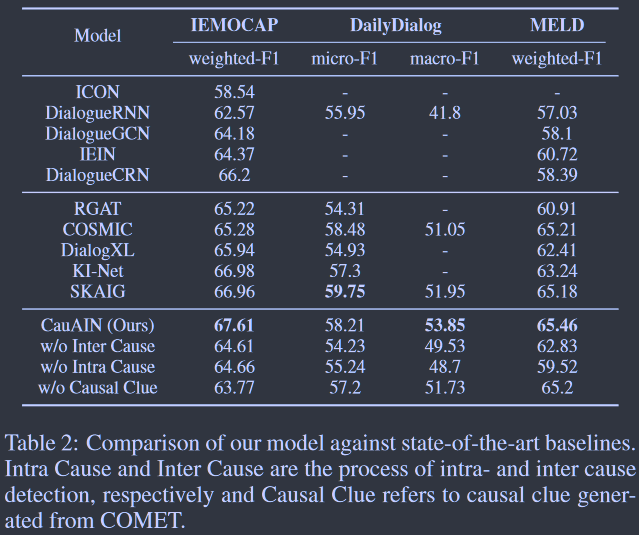 Model IEMOCAP DailyDialog MELD
weighted-F1 micro-F1 macro-F1 weighted-F1
ICON 58.54 - - -
DialogueRNN 62.57 55.95 41.8 57.03
DialogueGCN 64.18 - - 58.1
IEIN 64.37 - - 60.72
DialogueCRN 66.2 - - 58.39
RGAT 65.22 54.31 - 60.91
COSMIC 65.28 58.48 51.05 65.21
DialogXL 65.94 54.93 - 62.41
KI-Net 66.98 57.3 - 63.24
SKAIG 66.96 59.75 51.95 65.18
CauAIN (Ours) 67.61 58.21 53.85 65.46
w/o Inter Cause 64.61 54.23 49.53 62.83
w/o Intra Cause 64.66 55.24 48.7 59.52
w/o Causal Clue 63.77 57.2 51.73 65.2
Table 2: Comparison of our model against state-of-the-art baselines.
Intra Cause and Inter Cause are the process of intra- and inter cause
detection, respectively and Causal Clue refers to causal clue gener-
ated from COMET.